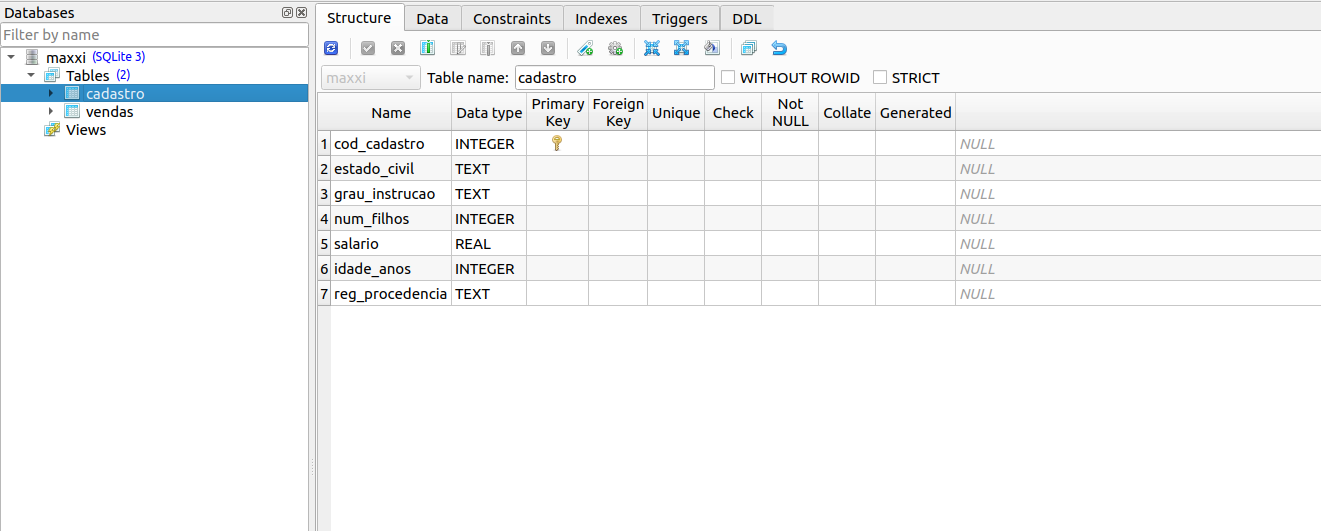 Databases
Filter by name
maxxi (SQLite 3)
Tables (2)
cadastro
vendas
Views
Structure Data Constraints Indexes Triggers DDL
maxxi Table name: cadastro WITHOUT ROWID STRICT
Name Data type Primary Key Foreign Key Unique Check Not NULL Collate Generated
1 cod_cadastro INTEGER NULL
2 estado_civil TEXT NULL
3 grau_instrucao TEXT NULL
4 num_filhos INTEGER NULL
5 salario REAL NULL
6 idade_anos INTEGER NULL
7 reg_procedencia TEXT NULL